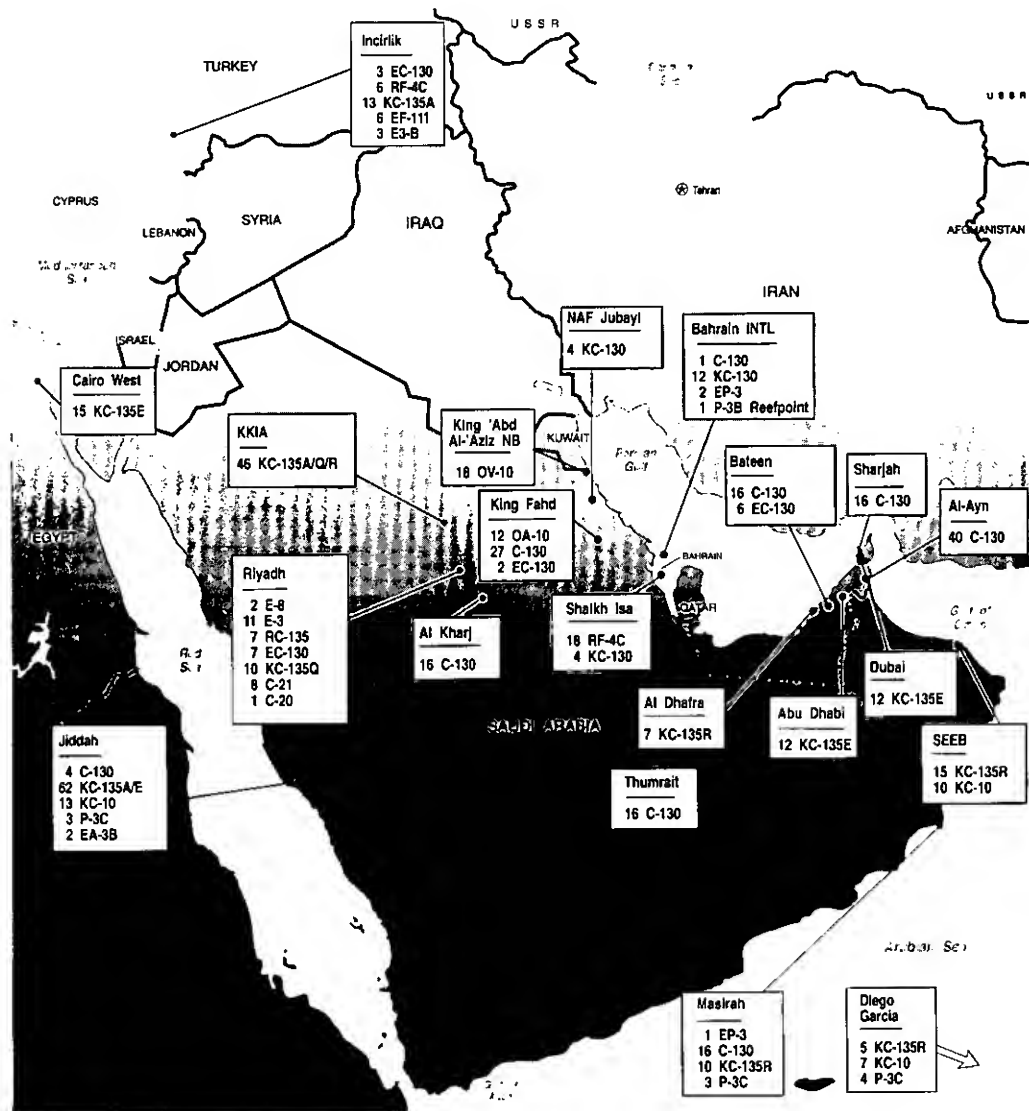 USSR
Incirlik
3 EC-130
6 RF-4C
13 KC-135A
6 EF-111
3 E3-B
TURKEY
USSR
Tehran
CYPRUS
SYRIA
IRAQ
LEBANON
AFGHANISTAN
IRAN
ISRAEL
JORDAN
Cairo West
15 KC-135E
NAF Jubayl
4 KC-130
Bahrain INTL
1 C-130
12 KC-130
2 EP-3
1 P-3B Reefpoint
KKIA
46 KC-135A/Q/R
King 'Abd
Al-'Aziz NB
18 OV-10
KUWAIT
Persian
Gulf
Bateen
16 C-130
6 EC-130
Sharjah
16 C-130
Al-Ayn
40 C-130
EGYPT
King Fahd
12 OA-10
27 C-130
2 EC-130
BAHRAIN
QATAR
Riyadh
2 E-8
11 E-3
7 RC-135
7 EC-130
10 KC-135Q
8 C-21
1 C-20
Al Kharj
16 C-130
Shaikh Isa
18 RF-4C
4 KC-130
Gulf of
Dubai
12 KC-135E
Al Dhafra
7 KC-135R
Abu Dhabi
12 KC-135E
SEEB
15 KC-135R
10 KC-10
SAUDI ARABIA
Thumrait
16 C-130
Jiddah
4 C-130
62 KC-135A/E
13 KC-10
3 P-3C
2 EA-3B
Arabian Sea
Masirah
1 EP-3
16 C-130
10 KC-135R
3 P-3C
Diego
Garcia
5 KC-135R
7 KC-10
4 P-3C